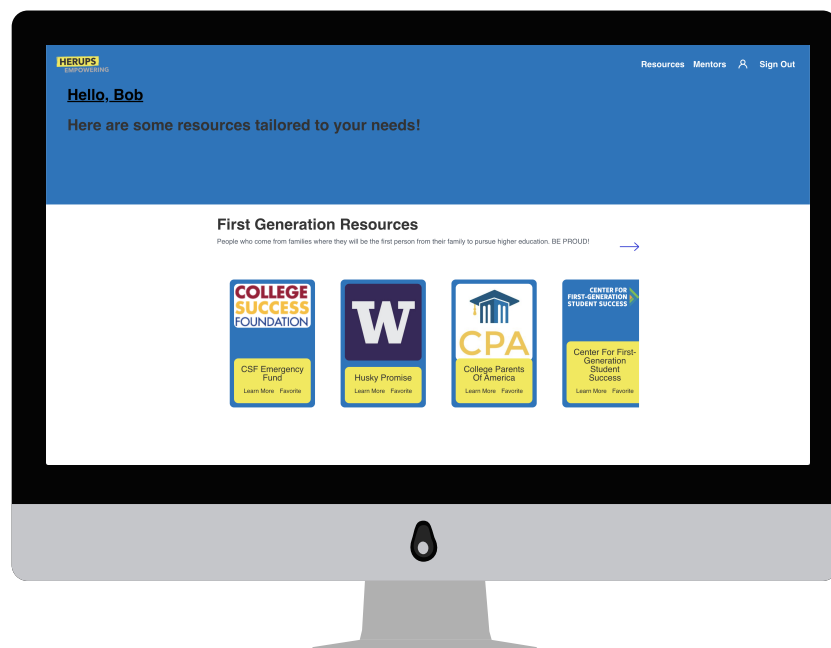 HERUPS
EMPOWERING
Resources Mentors Sign Out
Hello, Bob
Here are some resources tailored to your needs!
First Generation Resources
People who come from families where they will be the first person from their family to pursue higher education. BE PROUD!
COLLEGE
SUCCESS
FOUNDATION
CSF Emergency
Fund
Learn More Favorite
W
Husky Promise
Learn More Favorite
CPA
College Parents
Of America
Learn More Favorite
CENTER FOR
FIRST-GENERATION
STUDENT SUCCESS
Center For First-
Generation
Student
Success
Learn More Favorite